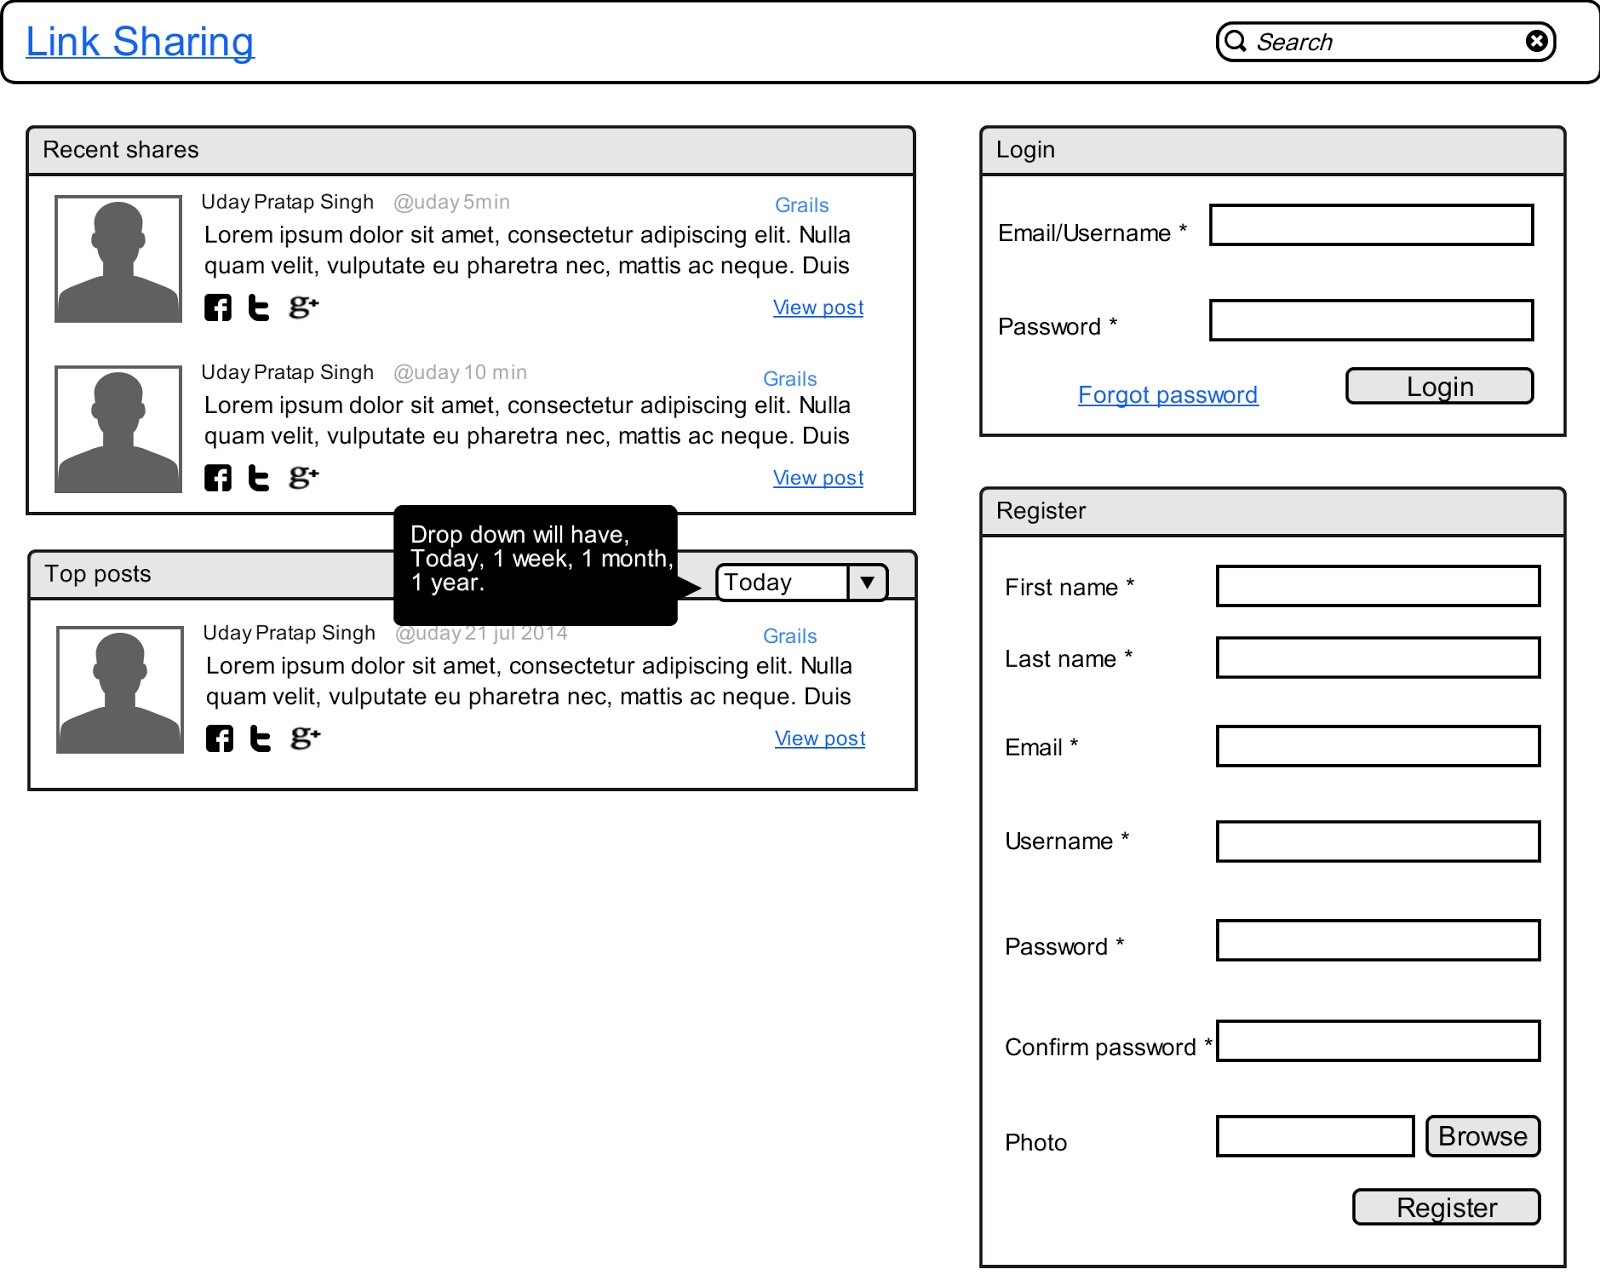 Link Sharing
Search
Recent shares
Uday Pratap Singh @uday 5min Grails
Lorem ipsum dolor sit amet, consectetur adipiscing elit. Nulla
quam velit, vulputate eu pharetra nec, mattis ac neque. Duis
View post
Uday Pratap Singh @uday 10 min Grails
Lorem ipsum dolor sit amet, consectetur adipiscing elit. Nulla
quam velit, vulputate eu pharetra nec, mattis ac neque. Duis
View post
Drop down will have,
Today, 1 week, 1 month,
1 year.
Top posts
Today
Uday Pratap Singh @uday 21 jul 2014 Grails
Lorem ipsum dolor sit amet, consectetur adipiscing elit. Nulla
quam velit, vulputate eu pharetra nec, mattis ac neque. Duis
View post
Login
Email/Username *
Password *
Forgot password
Login
Register
First name *
Last name *
Email *
Username *
Password *
Confirm password *
Photo
Browse
Register